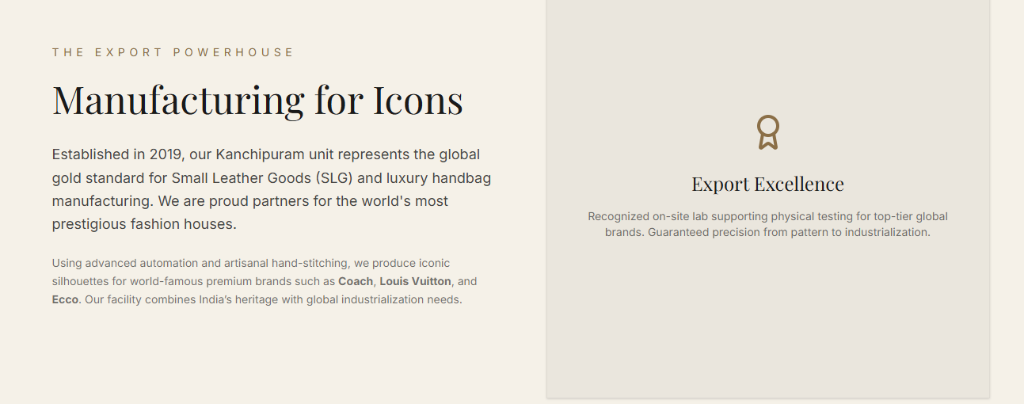 THE EXPORT POWERHOUSE
Manufacturing for Icons
Established in 2019, our Kanchipuram unit represents the global
gold standard for Small Leather Goods (SLG) and luxury handbag
manufacturing. We are proud partners for the world's most
prestigious fashion houses.
Using advanced automation and artisanal hand-stitching, we produce iconic
silhouettes for world-famous premium brands such as Coach, Louis Vuitton, and
Ecco. Our facility combines India's heritage with global industrialization needs.
Export Excellence
Recognized on-site lab supporting physical testing for top-tier global
brands. Guaranteed precision from pattern to industrialization.